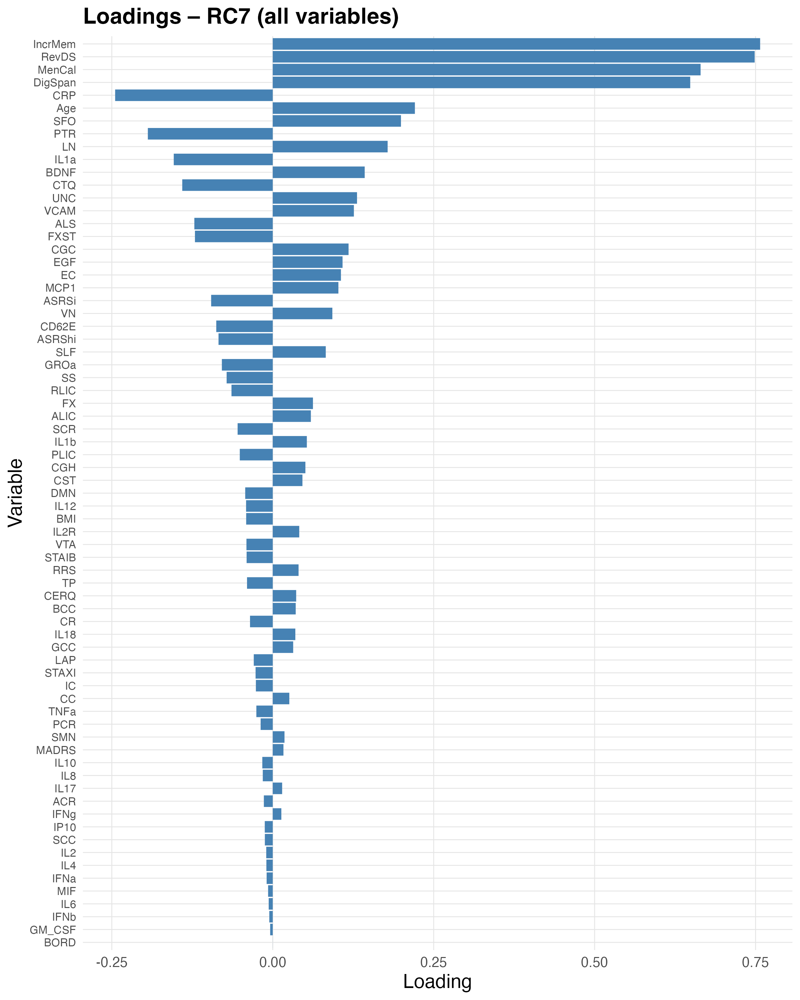 Loadings – RC7 (all variables)
IncrMem
RevDS
MenCal
DigSpan
CRP
Age
SFO
PTR
LN
IL1a
BDNF
CTQ
UNC
VCAM
ALS
FXST
CGC
EGF
EC
MCP1
ASRSi
VN
CD62E
ASRShi
SLF
GROa
SS
RLIC
FX
ALIC
SCR
IL1b
PLIC
CGH
CST
DMN
IL12
BMI
IL2R
VTA
STAIB
RRS
TP
CERQ
BCC
CR
IL18
GCC
LAP
STAXI
IC
CC
TNFa
PCR
SMN
MADRS
IL10
IL8
IL17
ACR
IFNg
IP10
SCC
IL2
IL4
IFNa
MIF
IL6
IFNb
GM_CSF
BORD
Variable
-0.25 0.00 0.25 0.50 0.75
Loading